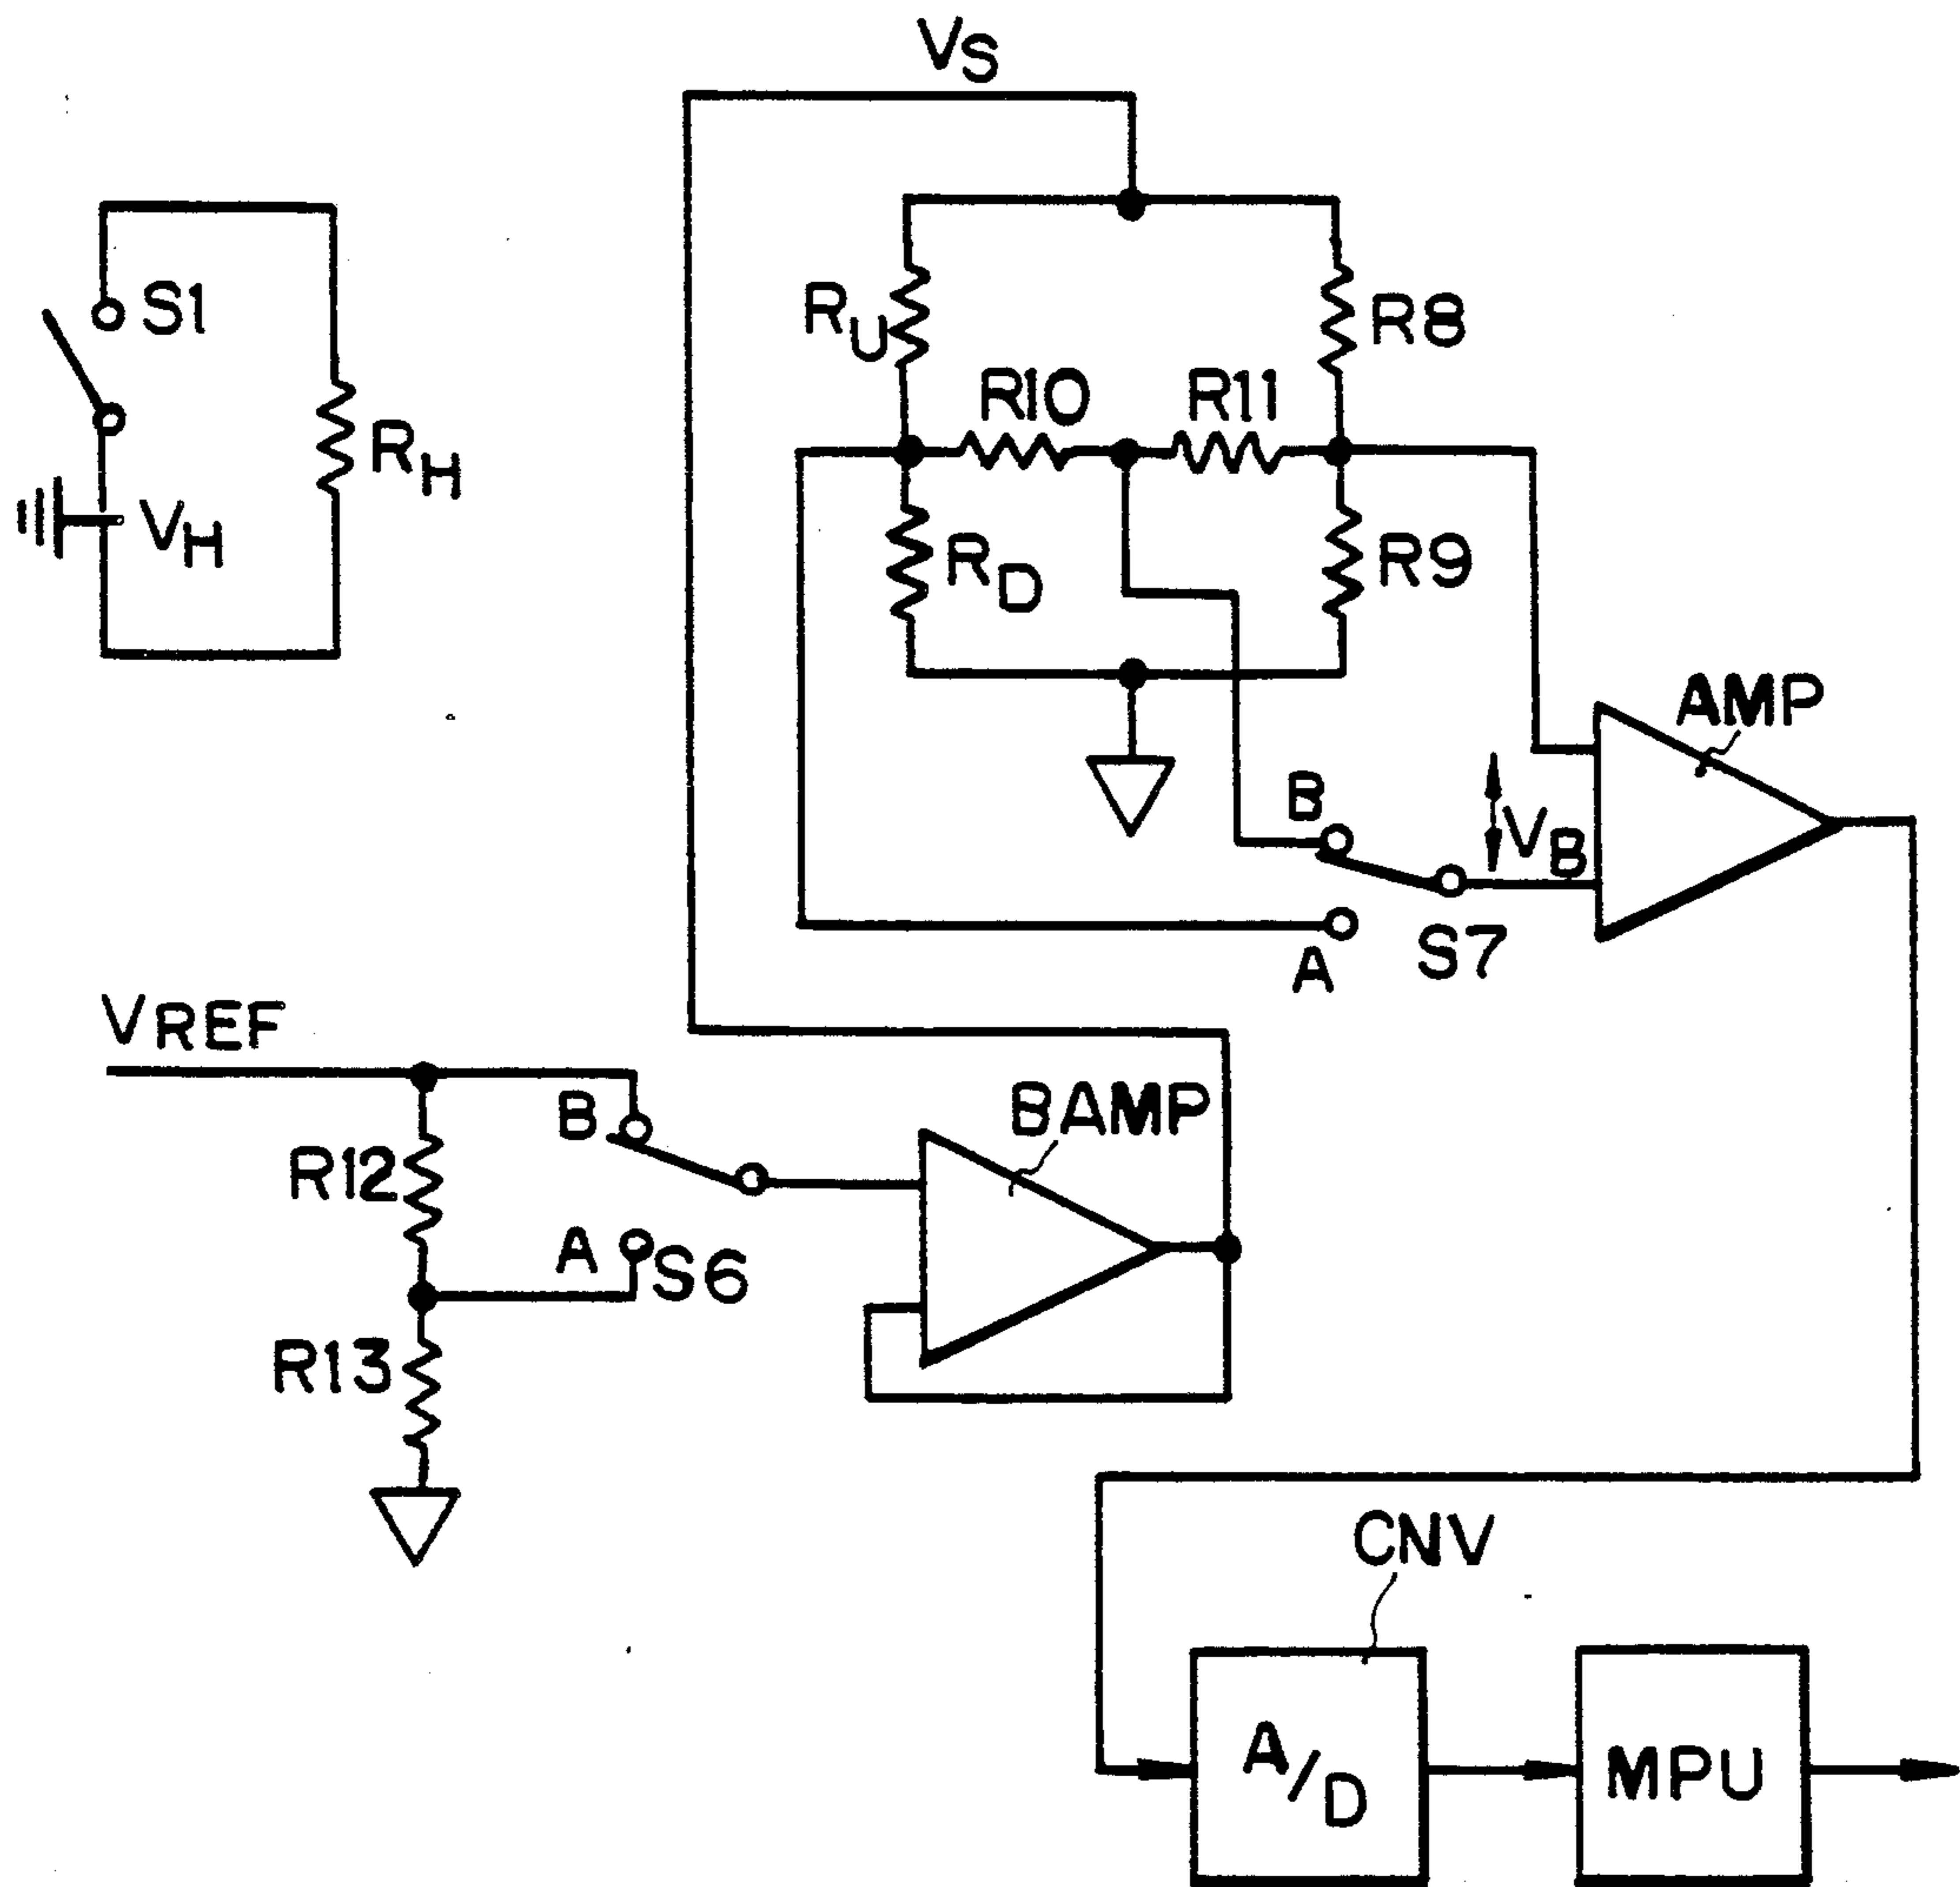 VS
S1
RU
R8
R10
R11
RH
VH
RD
R9
AMP
B
VB
A
S7
VREF
B
BAMP
R12
A
S6
R13
CNV
A/D
MPU